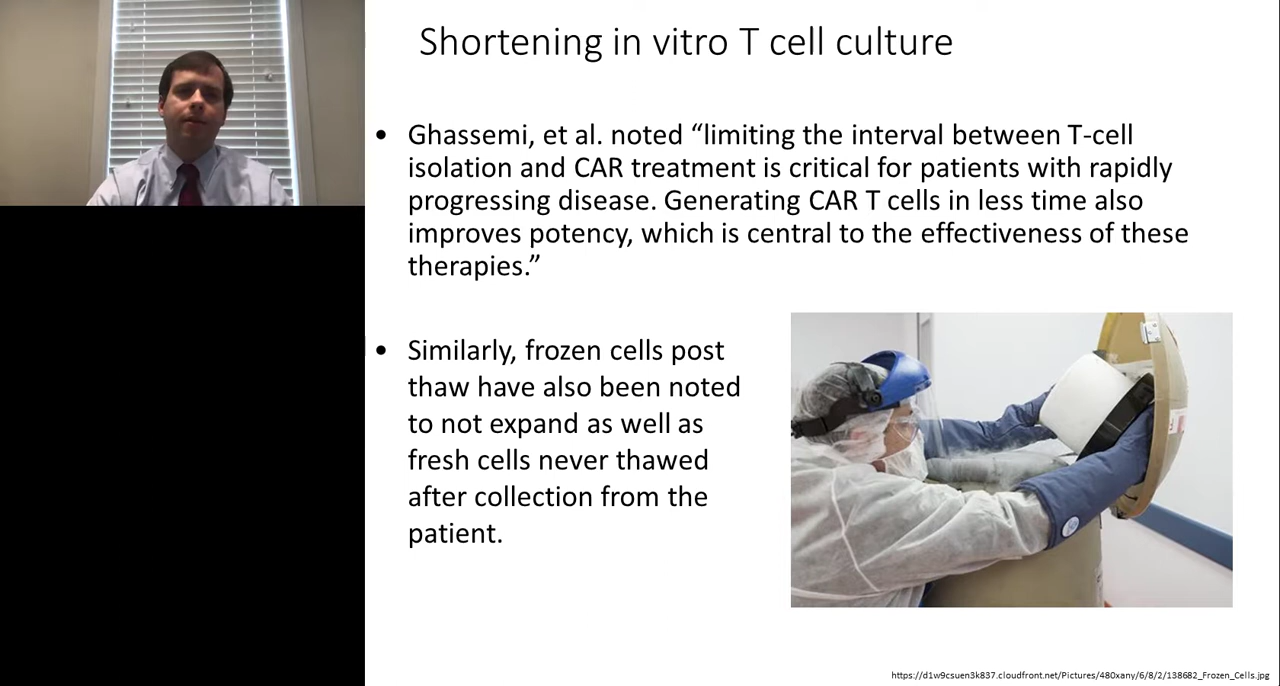 Shortening in vitro T cell culture
• Ghassemi, et al. noted “limiting the interval between T-cell
isolation and CAR treatment is critical for patients with rapidly
progressing disease. Generating CAR T cells in less time also
improves potency, which is central to the effectiveness of these
therapies.”
• Similarly, frozen cells post
thaw have also been noted
to not expand as well as
fresh cells never thawed
after collection from the
patient.
https://d1w9csuen3k837.cloudfront.net/Pictures/480xany/6/8/2/138682_Frozen_Cells.jpg